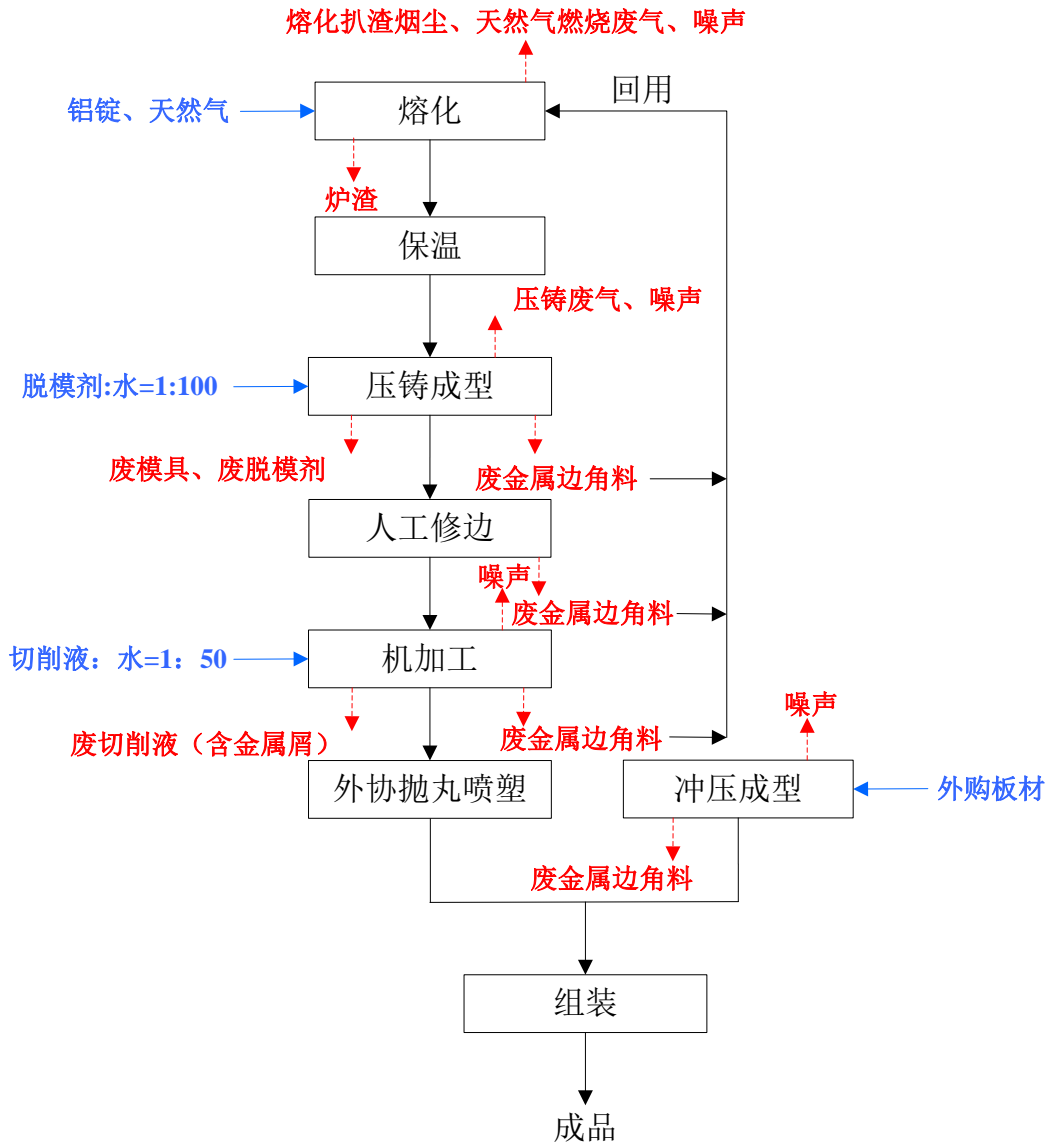 熔化扒渣烟尘、天然气燃烧废气、噪声
回用
铝锭、天然气
熔化
炉渣
保温
压铸废气、噪声
脱模剂:水=1:100
压铸成型
废模具、废脱模剂
废金属边角料
人工修边
噪声
废金属边角料
切削液：水=1：50
机加工
噪声
废切削液（含金属屑）
废金属边角料
外协抛丸喷塑
冲压成型
外购板材
废金属边角料
组装
成品